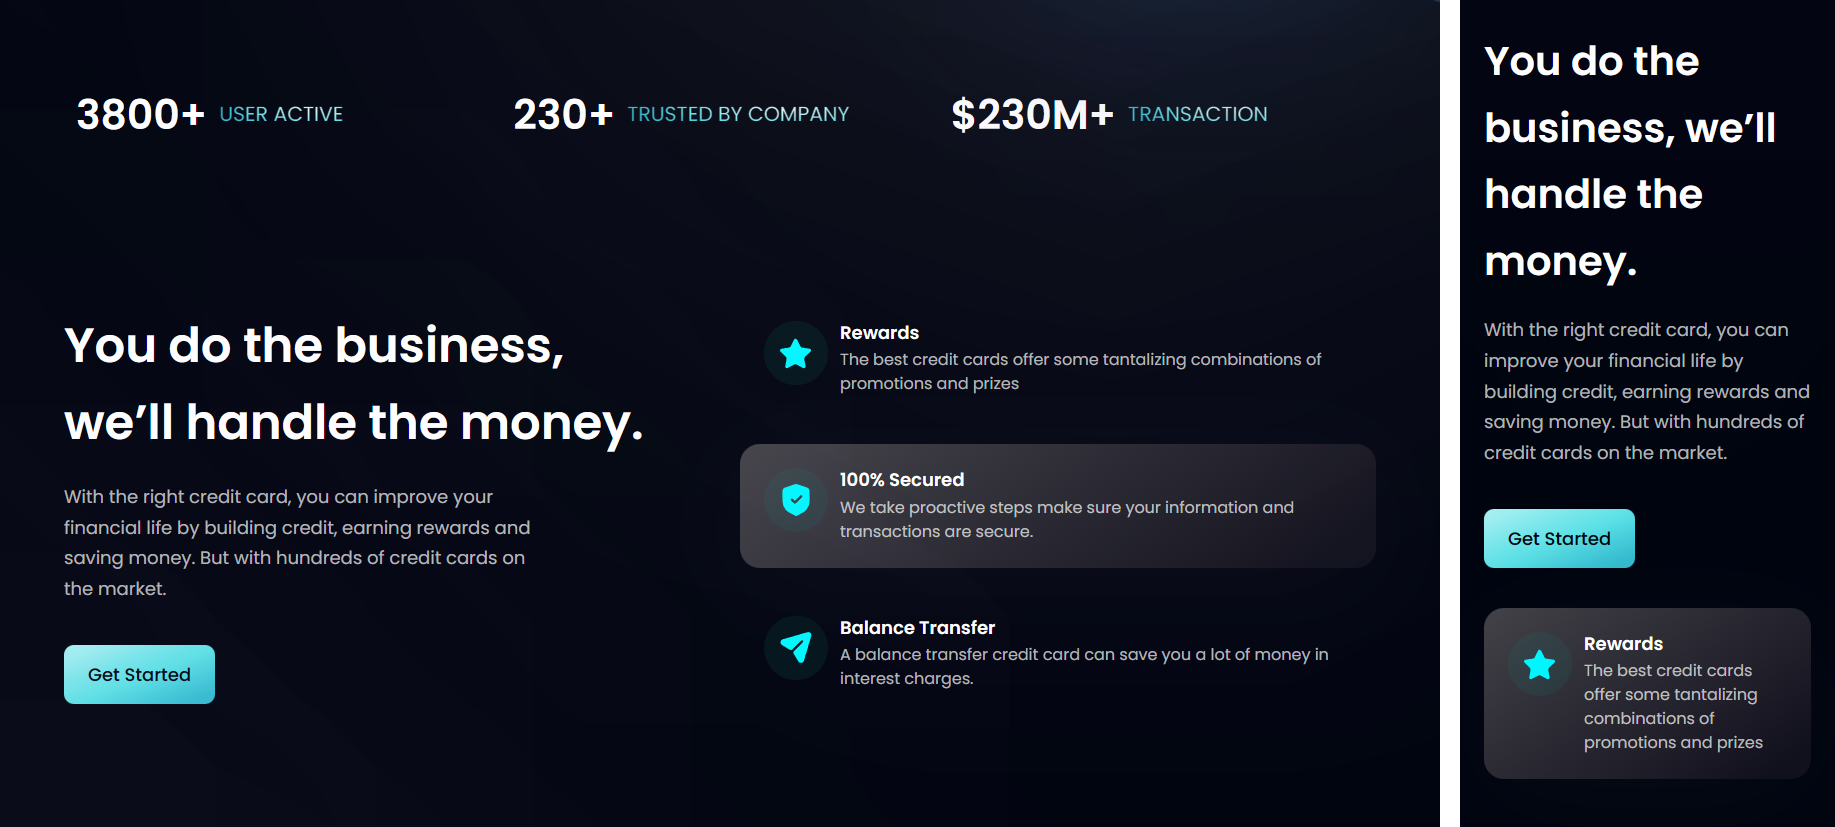 3800+ USER ACTIVE
230+ TRUSTED BY COMPANY
$230M+ TRANSACTION
You do the business,
we’ll handle the money.
With the right credit card, you can improve your
financial life by building credit, earning rewards and
saving money. But with hundreds of credit cards on
the market.
Get Started
Rewards
The best credit cards offer some tantalizing combinations of
promotions and prizes
100% Secured
We take proactive steps make sure your information and
transactions are secure.
Balance Transfer
A balance transfer credit card can save you a lot of money in
interest charges.
You do the
business, we’ll
handle the
money.
With the right credit card, you can
improve your financial life by
building credit, earning rewards and
saving money. But with hundreds of
credit cards on the market.
Get Started
Rewards
The best credit cards
offer some tantalizing
combinations of
promotions and prizes